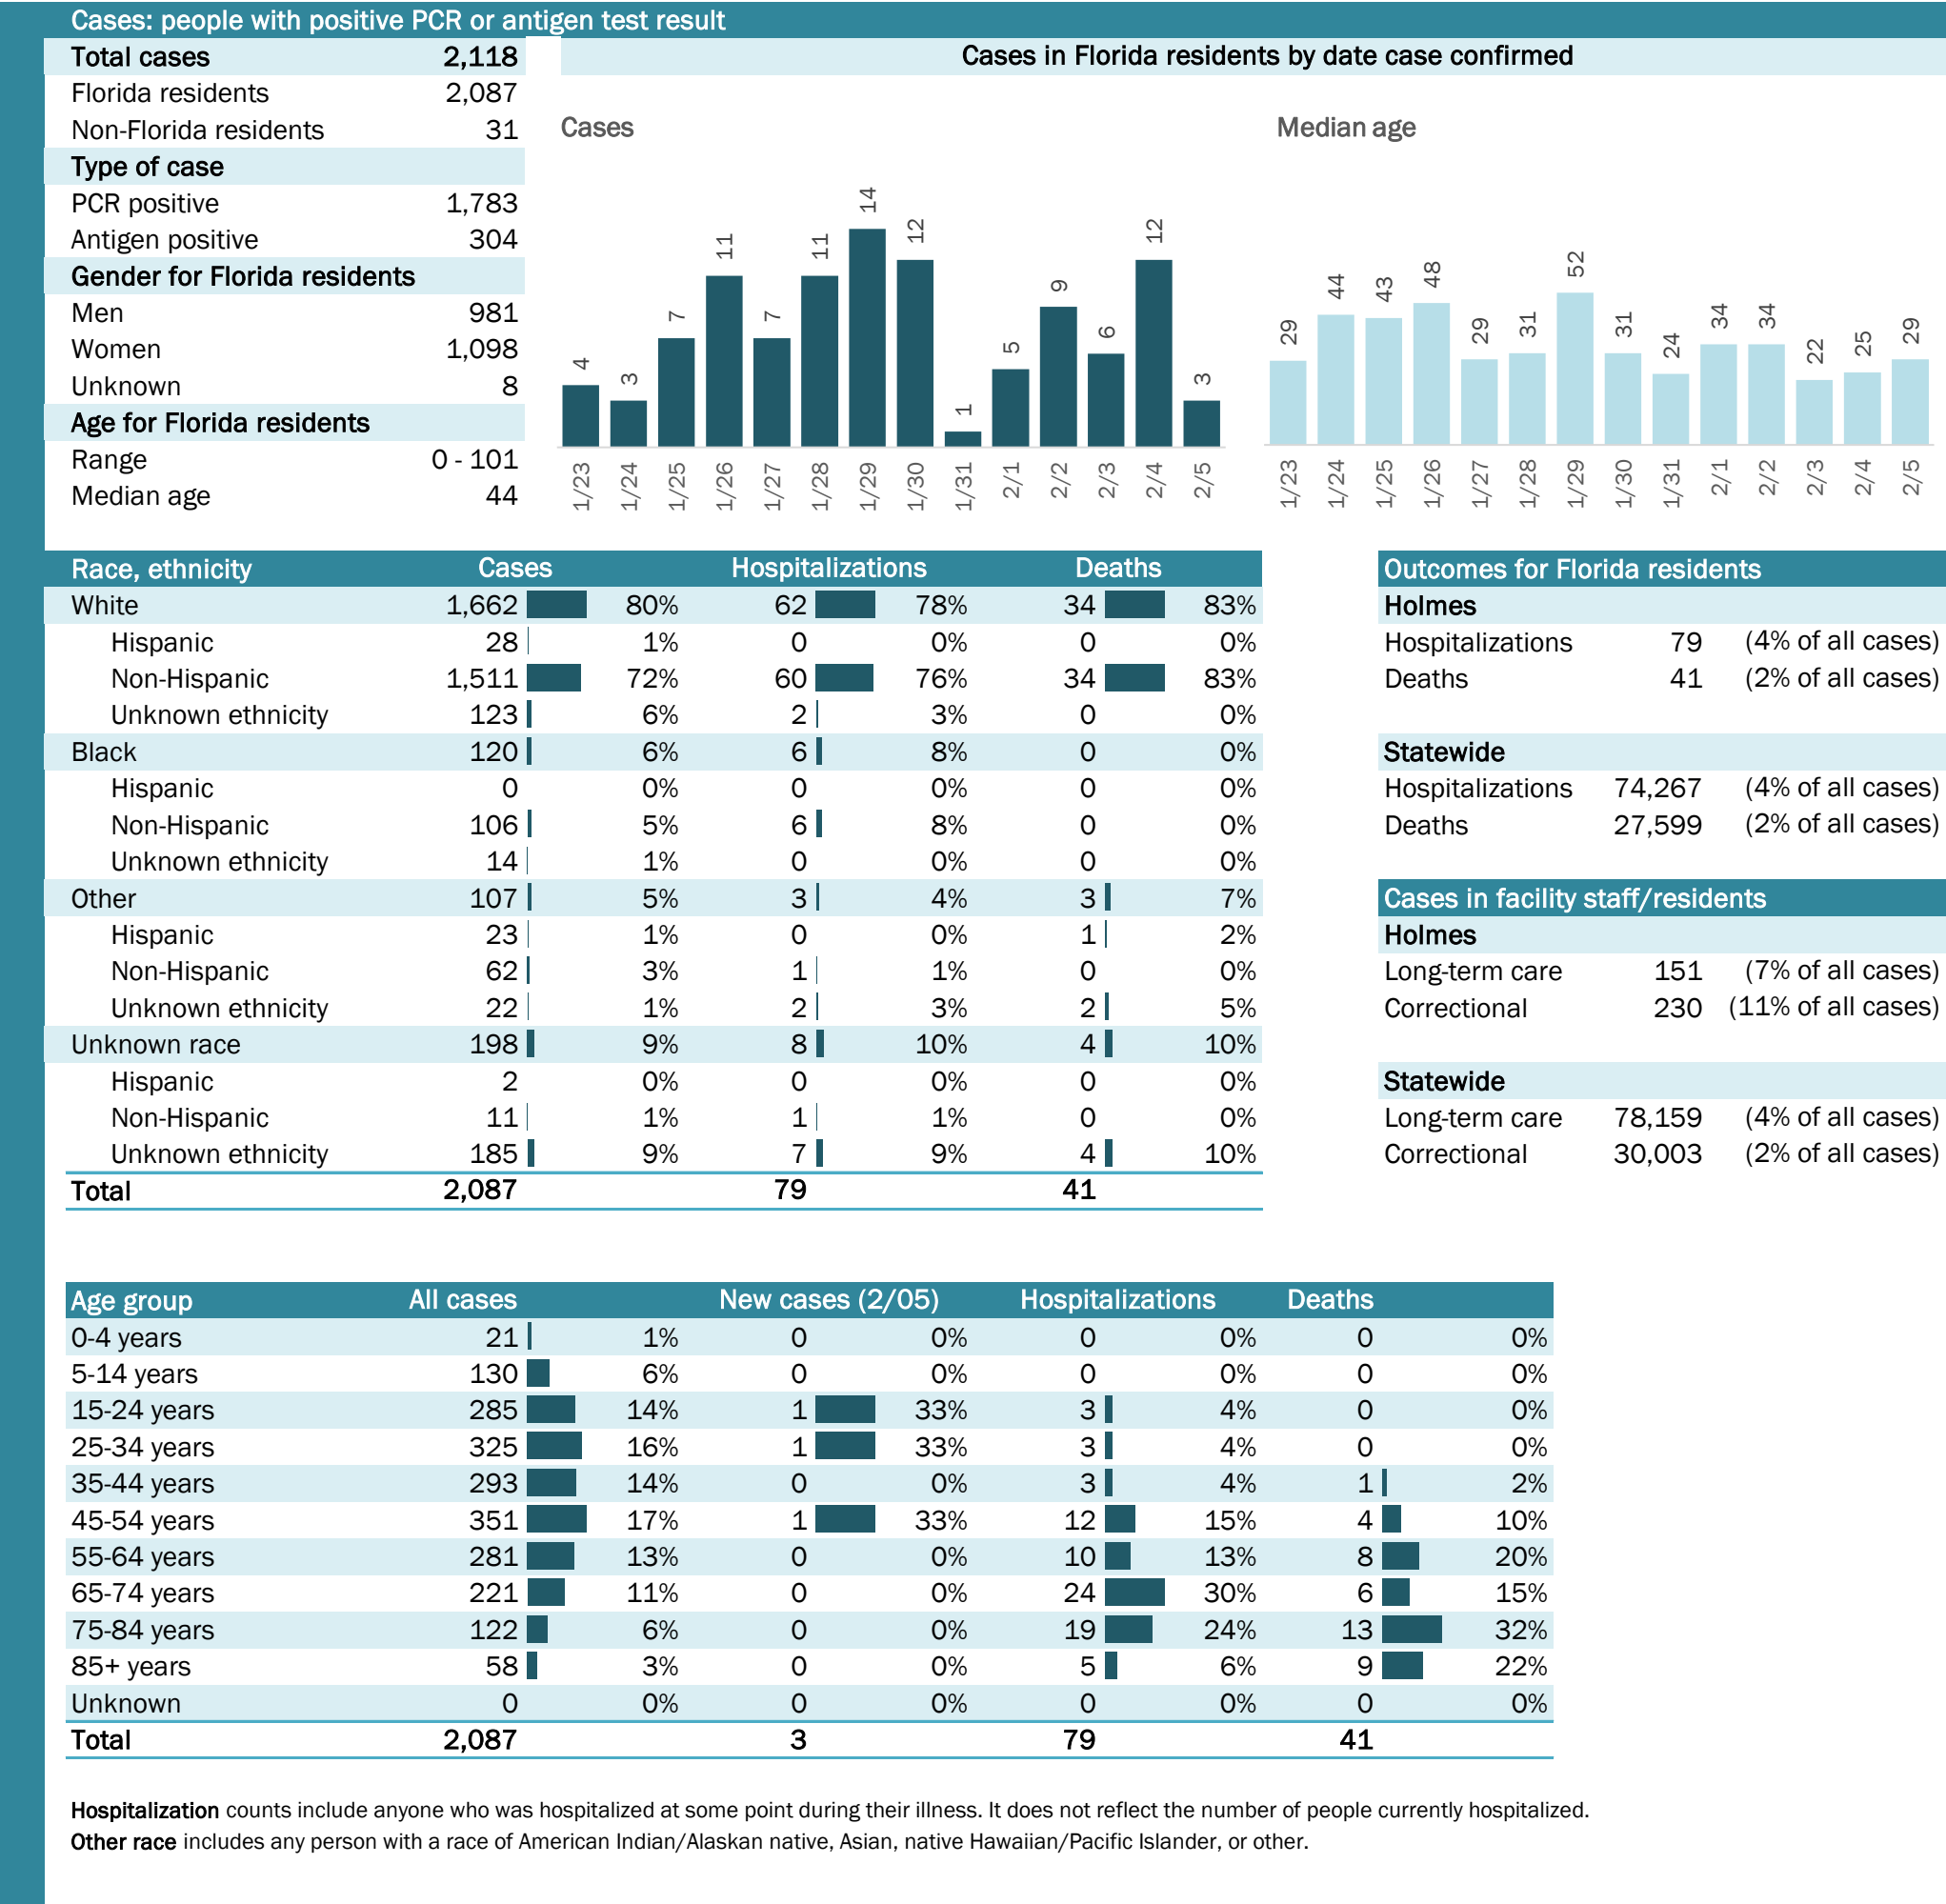 Cases: people with positive PCR or antigen test result
Total cases 2,118
Florida residents 2,087
Non-Florida residents 31
Type of case
PCR positive 1,783
Antigen positive 304
Gender for Florida residents
Men 981
Women 1,098
Unknown 8
Age for Florida residents
Range 0 - 101
Median age 44
Cases in Florida residents by date case confirmed
Cases
4 3 7 11 7 11 14 12 1 5 9 6 12 3
1/23 1/24 1/25 1/26 1/27 1/28 1/29 1/30 1/31 2/1 2/2 2/3 2/4 2/5
Median age
29 44 43 48 29 31 52 31 24 34 34 22 25 29
1/23 1/24 1/25 1/26 1/27 1/28 1/29 1/30 1/31 2/1 2/2 2/3 2/4 2/5
Race, ethnicity Cases Hospitalizations Deaths
White 1,662 80% 62 78% 34 83%
Hispanic 28 1% 0 0% 0 0%
Non-Hispanic 1,511 72% 60 76% 34 83%
Unknown ethnicity 123 6% 2 3% 0 0%
Black 120 6% 6 8% 0 0%
Hispanic 0 0% 0 0% 0 0%
Non-Hispanic 106 5% 6 8% 0 0%
Unknown ethnicity 14 1% 0 0% 0 0%
Other 107 5% 3 4% 3 7%
Hispanic 23 1% 0 0% 1 2%
Non-Hispanic 62 3% 1 1% 0 0%
Unknown ethnicity 22 1% 2 3% 2 5%
Unknown race 198 9% 8 10% 4 10%
Hispanic 2 0% 0 0% 0 0%
Non-Hispanic 11 1% 1 1% 0 0%
Unknown ethnicity 185 9% 7 9% 4 10%
Total 2,087 79 41
Outcomes for Florida residents
Holmes
Hospitalizations 79 (4% of all cases)
Deaths 41 (2% of all cases)
Statewide
Hospitalizations 74,267 (4% of all cases)
Deaths 27,599 (2% of all cases)
Cases in facility staff/residents
Holmes
Long-term care 151 (7% of all cases)
Correctional 230 (11% of all cases)
Statewide
Long-term care 78,159 (4% of all cases)
Correctional 30,003 (2% of all cases)
Age group All cases New cases (2/05) Hospitalizations Deaths
0-4 years 21 1% 0 0% 0 0% 0 0%
5-14 years 130 6% 0 0% 0 0% 0 0%
15-24 years 285 14% 1 33% 3 4% 0 0%
25-34 years 325 16% 1 33% 3 4% 0 0%
35-44 years 293 14% 0 0% 3 4% 1 2%
45-54 years 351 17% 1 33% 12 15% 4 10%
55-64 years 281 13% 0 0% 10 13% 8 20%
65-74 years 221 11% 0 0% 24 30% 6 15%
75-84 years 122 6% 0 0% 19 24% 13 32%
85+ years 58 3% 0 0% 5 6% 9 22%
Unknown 0 0% 0 0% 0 0% 0 0%
Total 2,087 3 79 41
Hospitalization counts include anyone who was hospitalized at some point during their illness. It does not reflect the number of people currently hospitalized.
Other race includes any person with a race of American Indian/Alaskan native, Asian, native Hawaiian/Pacific Islander, or other.